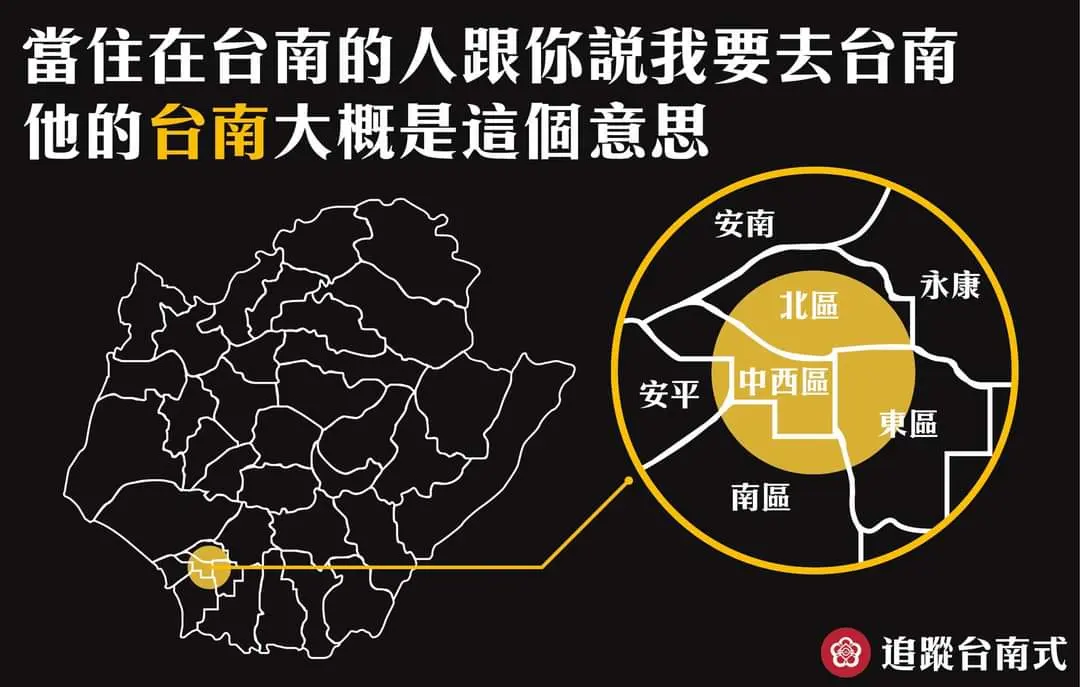 當住在台南的人跟你說我要去台南
他的台南大概是這個意思
安南
永康
北區
安平
中西區
東區
南區
追蹤台南式